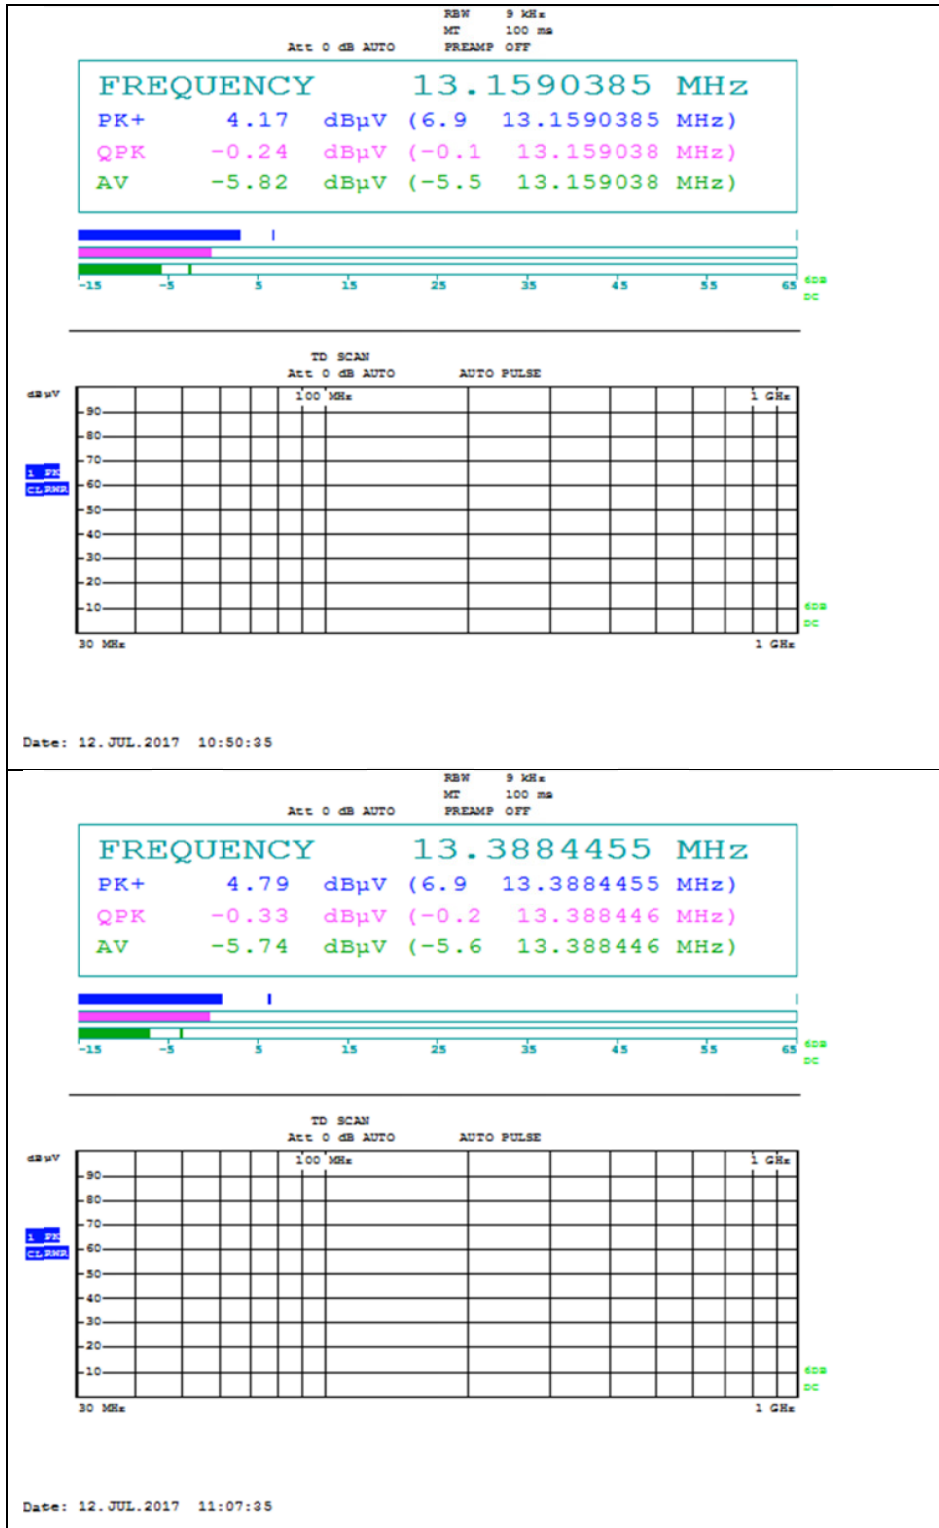 RBW 9 kHz
MT 100 ms
Att 0 dB AUTO PREAMP OFF
FREQUENCY 13.1590385 MHz
PK+ 4.17 dBµV (6.9 13.1590385 MHz)
QPK -0.24 dBµV (-0.1 13.159038 MHz)
AV -5.82 dBµV (-5.5 13.159038 MHz)
-15 -5 5 15 25 35 45 55 65
6DB
DC
TD SCAN
Att 0 dB AUTO AUTO PULSE
dBµV 100 MHz 1 GHz
90
80
70
1 PK
60
CLRWR
50
40
30
20
10
6DB
DC
30 MHz 1 GHz
Date: 12.JUL.2017 10:50:35
RBW 9 kHz
MT 100 ms
Att 0 dB AUTO PREAMP OFF
FREQUENCY 13.3884455 MHz
PK+ 4.79 dBµV (6.9 13.3884455 MHz)
QPK -0.33 dBµV (-0.2 13.388446 MHz)
AV -5.74 dBµV (-5.6 13.388446 MHz)
-15 -5 5 15 25 35 45 55 65
6DB
DC
TD SCAN
Att 0 dB AUTO AUTO PULSE
dBµV 100 MHz 1 GHz
90
80
70
1 PK
60
CLRWR
50
40
30
20
10
6DB
DC
30 MHz 1 GHz
Date: 12.JUL.2017 11:07:35